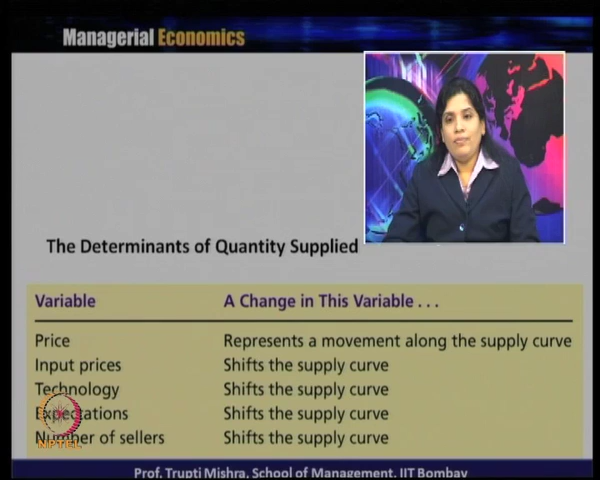 Managerial Economics
The Determinants of Quantity Supplied
Variable A Change in This Variable . . .
Price Represents a movement along the supply curve
Input prices Shifts the supply curve
Technology Shifts the supply curve
Expectations Shifts the supply curve
Number of sellers Shifts the supply curve
NPTEL
Prof. Trupti Mishra, School of Management, IIT Bombay